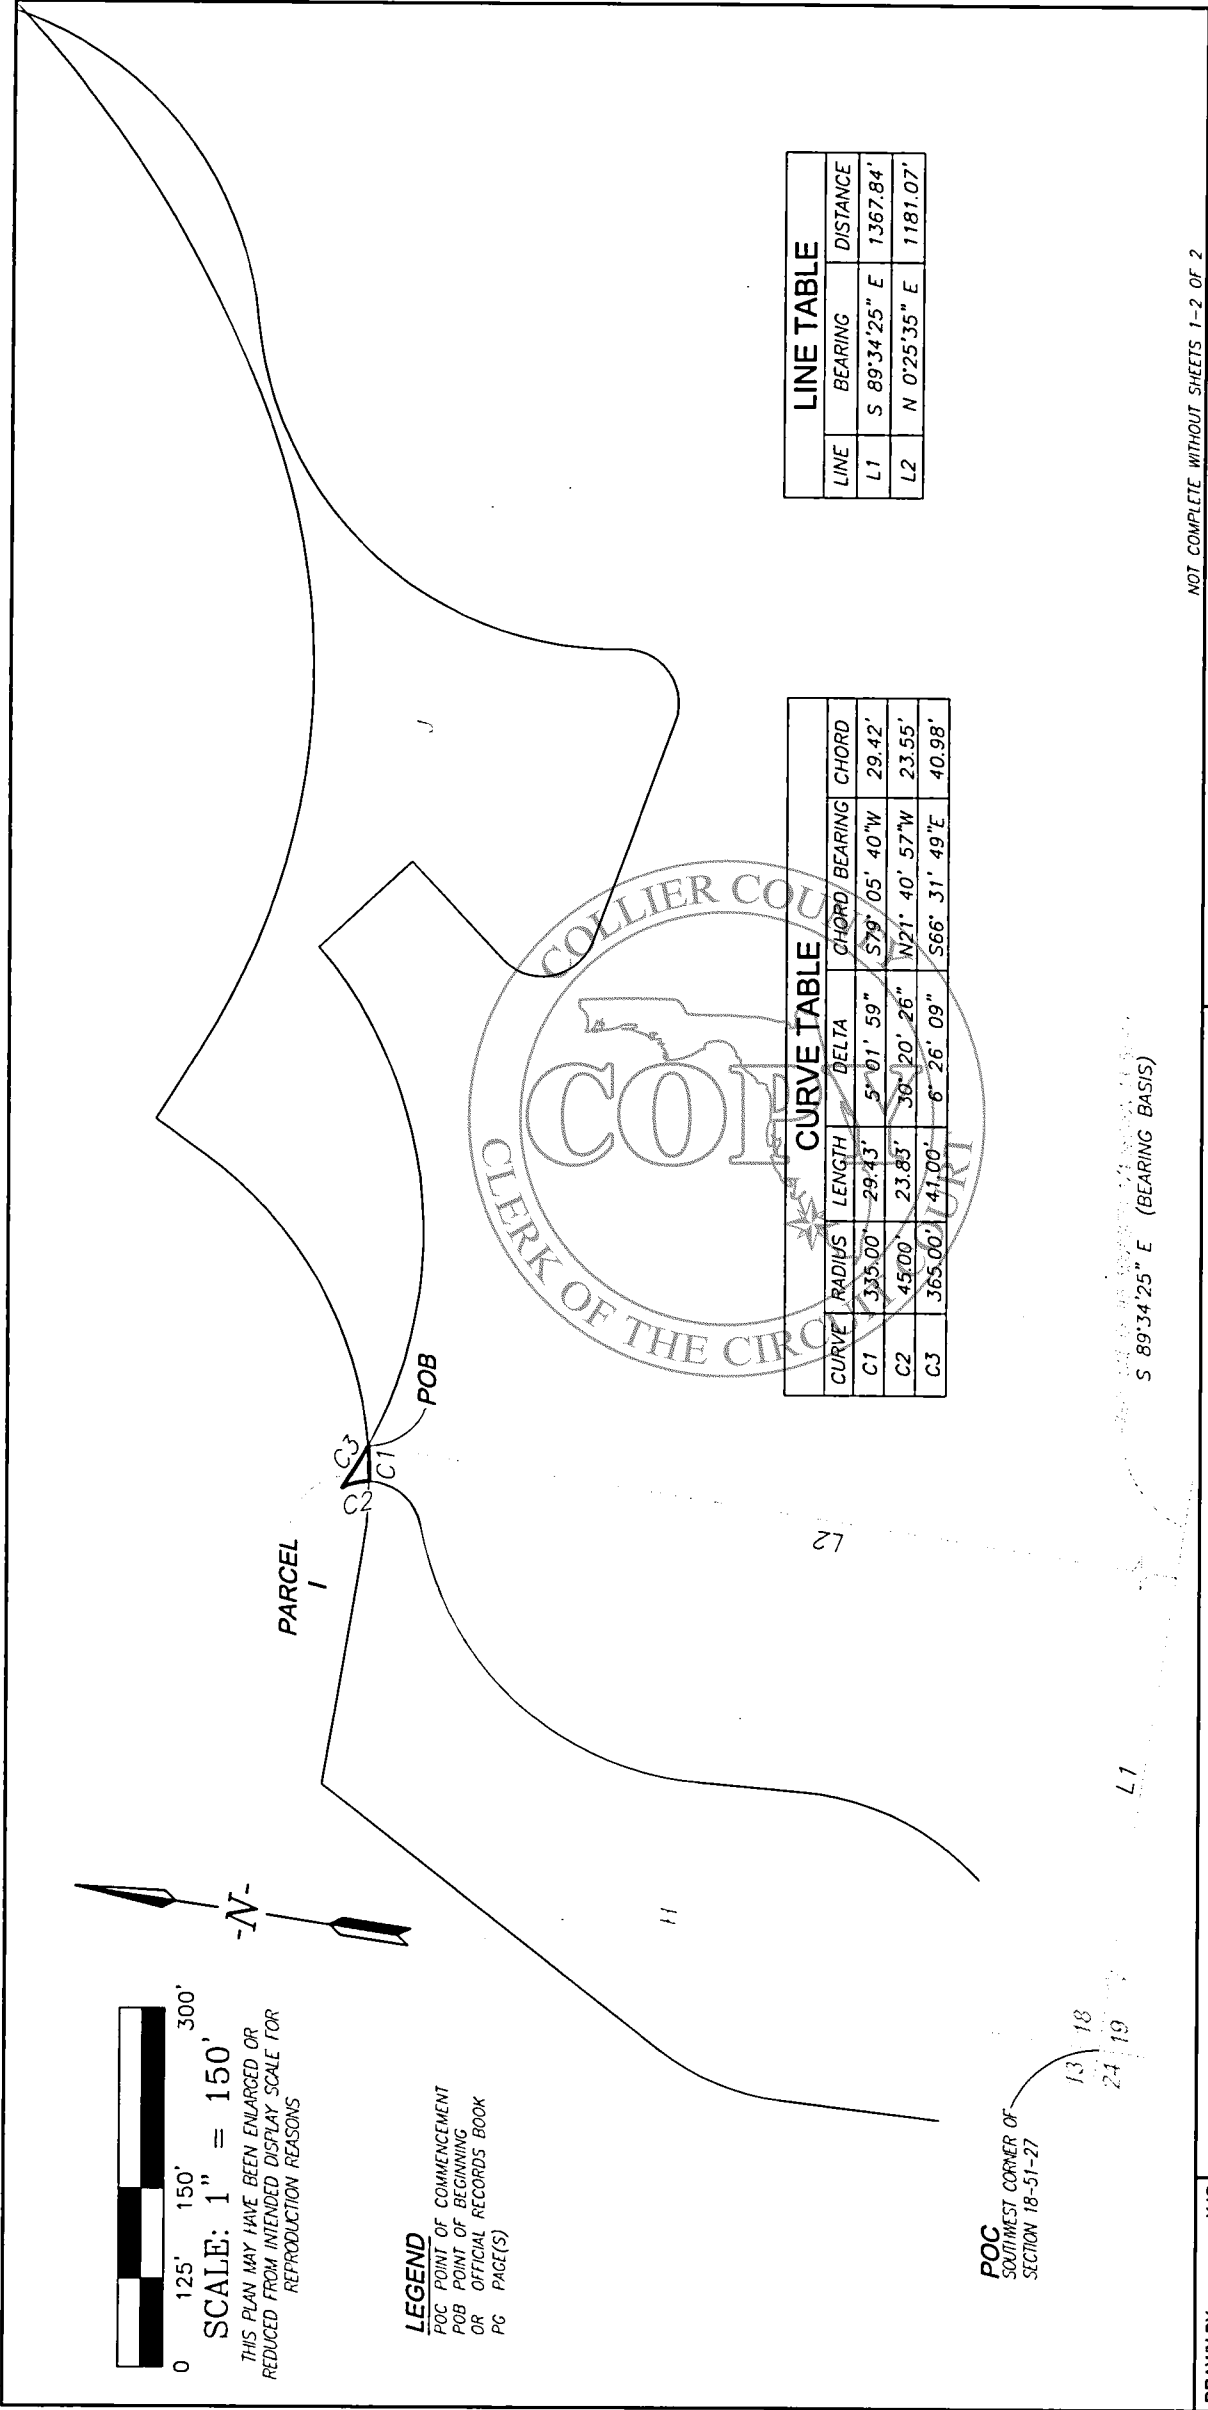 0 125' 150' 300'
SCALE: 1" = 150'
THIS PLAN MAY HAVE BEEN ENLARGED OR
REDUCED FROM INTENDED DISPLAY SCALE FOR
REPRODUCTION REASONS
-N-
LEGEND
POC POINT OF COMMENCEMENT
POB POINT OF BEGINNING
OR OFFICIAL RECORDS BOOK
PG PAGE(S)
PARCEL
I
C3
C2
C1
POB
J
H
L2
L1
POC
SOUTHWEST CORNER OF
SECTION 18-51-27
13 18
24 19
S 89°34'25" E (BEARING BASIS)
CURVE TABLE
CURVE RADIUS LENGTH DELTA CHORD BEARING CHORD
C1 335.00' 29.43' 5° 01' 59" S79° 05' 40"W 29.42'
C2 45.00' 23.83' 30° 20' 26" N21° 40' 57"W 23.55'
C3 365.00' 41.00' 6° 26' 09" S66° 31' 49"E 40.98'
LINE TABLE
LINE BEARING DISTANCE
L1 S 89°34'25" E 1367.84'
L2 N 0°25'35" E 1181.07'
COLLIER COUNTY
COPY
CLERK OF THE CIRCUIT COURT
NOT COMPLETE WITHOUT SHEETS 1-2 OF 2